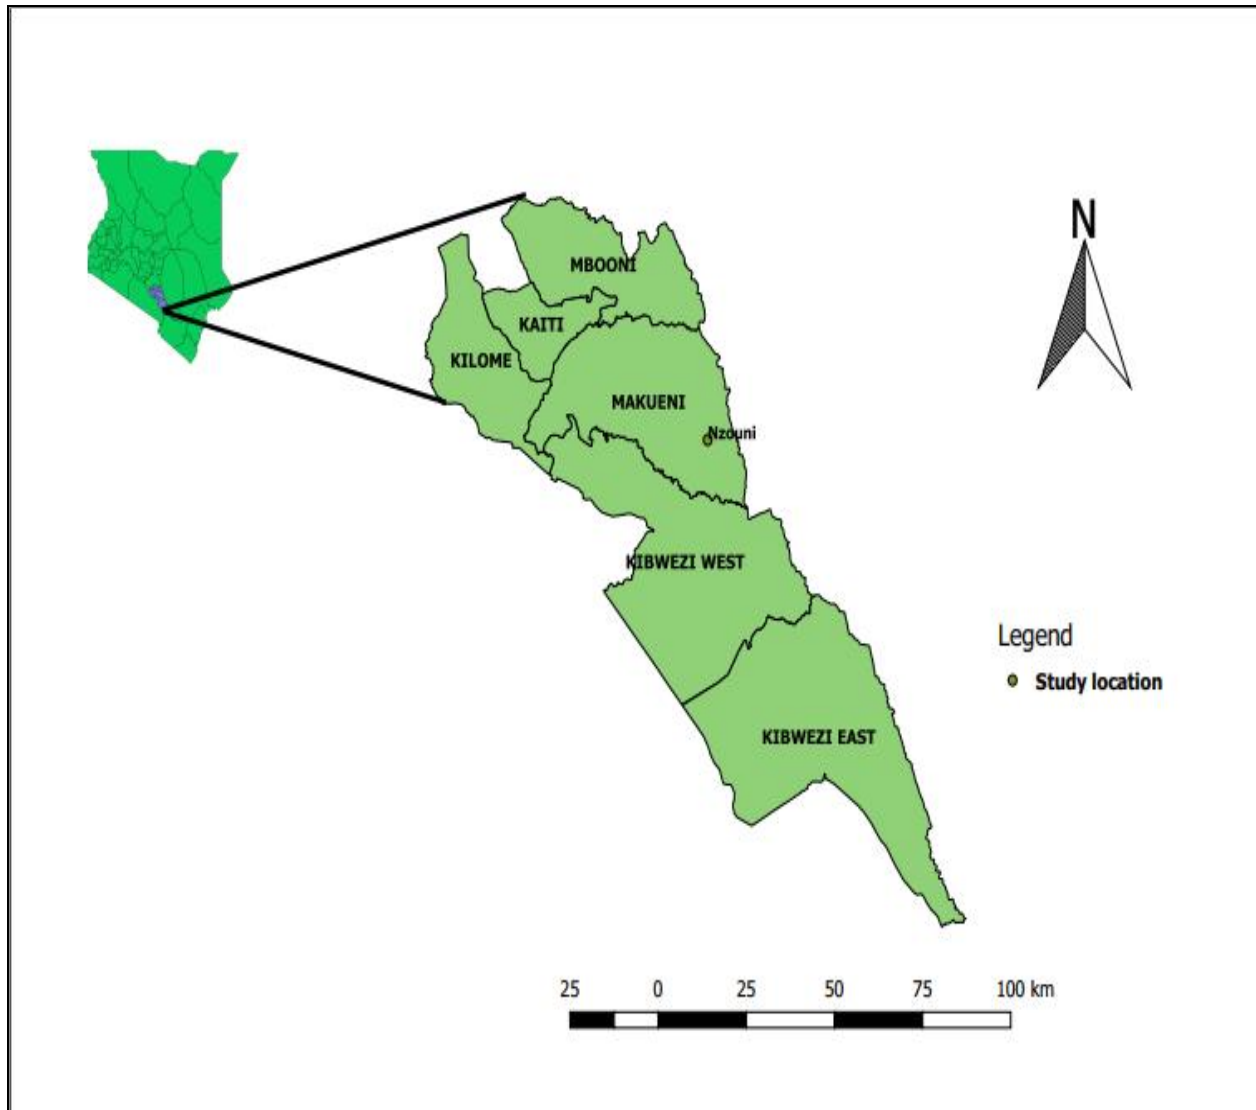 N
MBOONI
KAITI
KILOME
MAKUENI
Nzouni
KIBWEZI WEST
Legend
Study location
KIBWEZI EAST
25 0 25 50 75 100 km